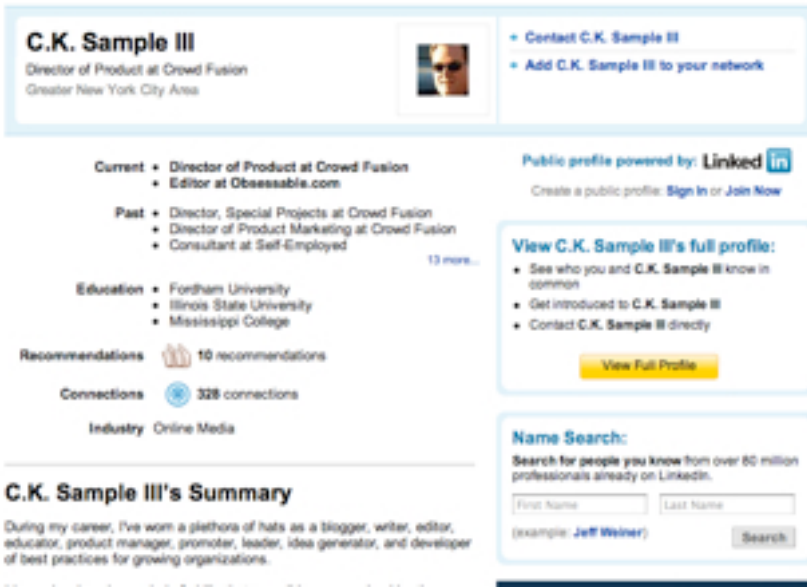 C.K. Sample III
Director of Product at Crowd Fusion
Greater New York City Area
Contact C.K. Sample III
Add C.K. Sample III to your network
Current • Director of Product at Crowd Fusion
• Editor at Obsessable.com
Past • Director, Special Projects at Crowd Fusion
• Director of Product Marketing at Crowd Fusion
• Consultant at Self-Employed
13 more...
Education • Fordham University
• Illinois State University
• Mississippi College
Recommendations 10 recommendations
Connections 328 connections
Industry Online Media
C.K. Sample III's Summary
During my career, I've worn a plethora of hats as a blogger, writer, editor,
educator, product manager, promoter, leader, idea generator, and developer
of best practices for growing organizations.
Public profile powered by: Linked in
Create a public profile: Sign In or Join Now
View C.K. Sample III's full profile:
• See who you and C.K. Sample III know in
common
• Get introduced to C.K. Sample III
• Contact C.K. Sample III directly
View Full Profile
Name Search:
Search for people you know from over 80 million
professionals already on LinkedIn.
First Name Last Name
(example: Jeff Weiner) Search